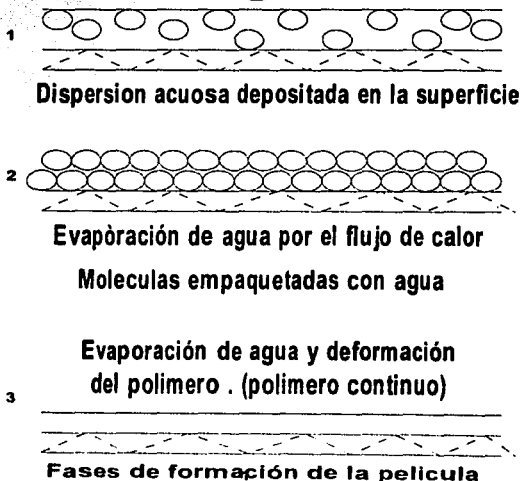 1
Dispersion acuosa depositada en la superficie
2
Evapòración de agua por el flujo de calor
Moleculas empaquetadas con agua
Evaporación de agua y deformación
del polimero . (polimero continuo)
3
Fases de formación de la pelicula